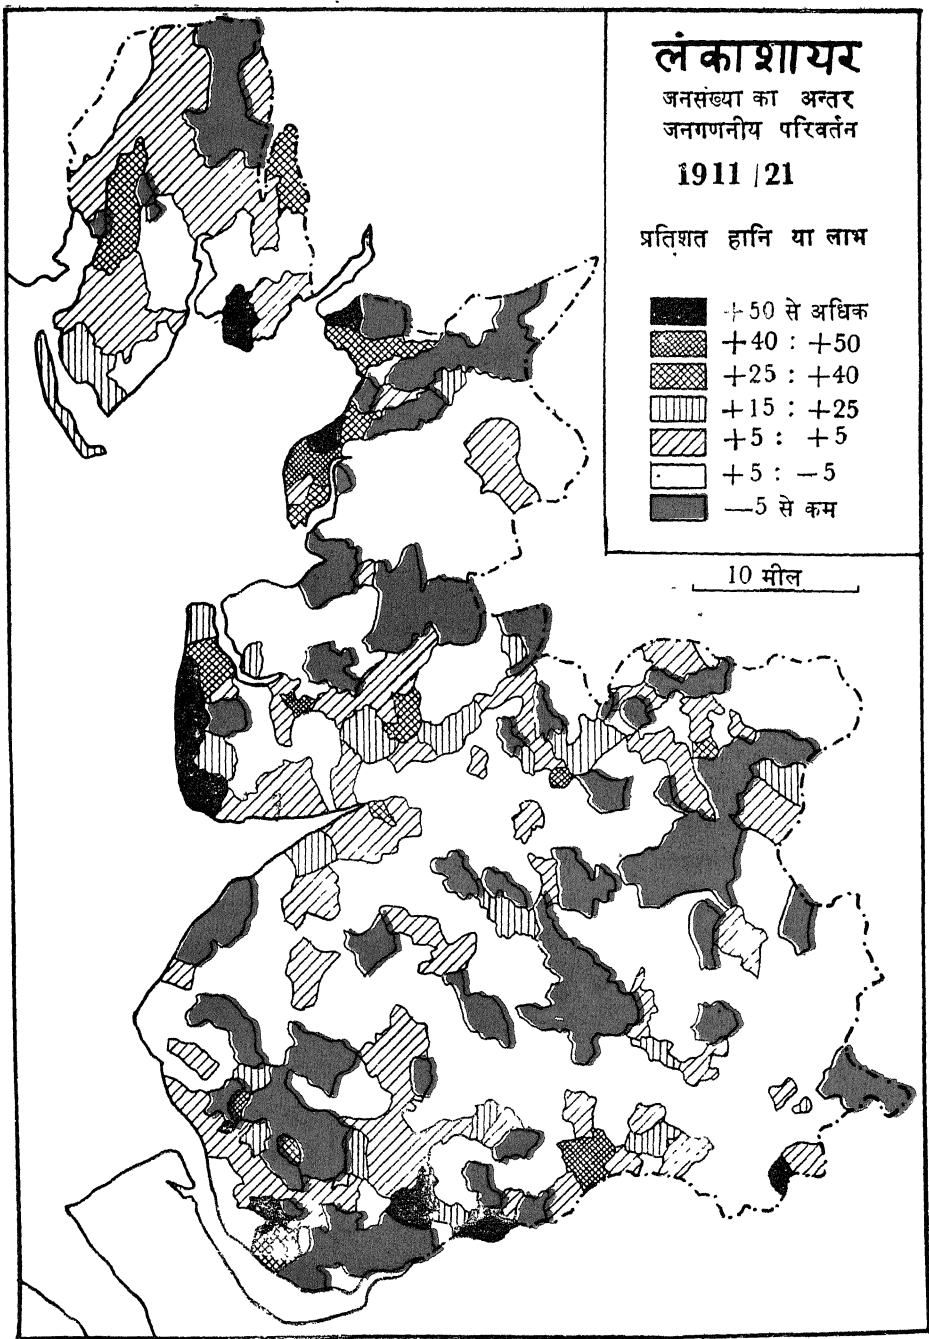 लंकाशायर
जनसंख्या का अन्तर
जनगणनीय परिवर्तन
1911/21
प्रतिशत हानि या लाभ
+50 से अधिक
+40 : +50
+25 : +40
+15 : +25
+5 : +5
+5 : −5
—5 से कम
10 मील